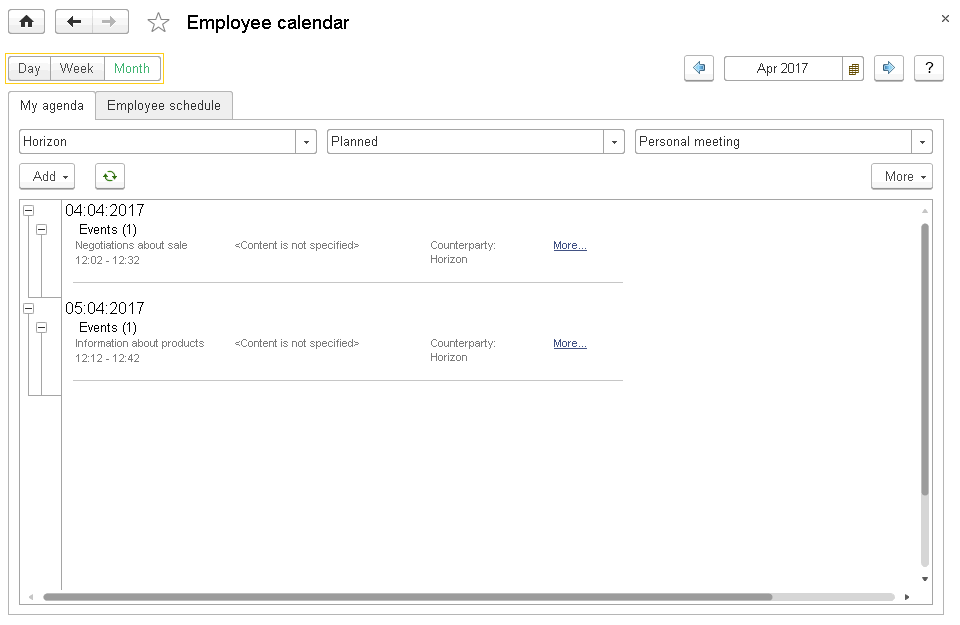 Employee calendar
Day Week Month
Apr 2017
?
My agenda Employee schedule
Horizon Planned Personal meeting
Add More
04:04:2017
Events (1)
Negotiations about sale <Content is not specified> Counterparty: More...
12:02 - 12:32 Horizon
05:04:2017
Events (1)
Information about products <Content is not specified> Counterparty: More...
12:12 - 12:42 Horizon